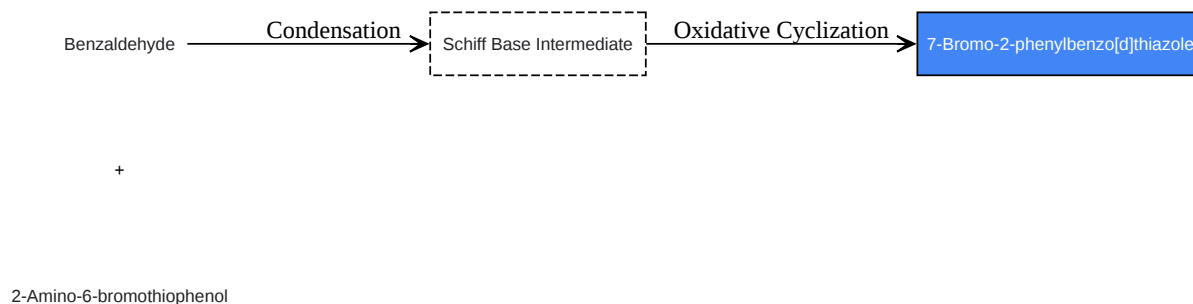 Benzaldehyde
Condensation
Schiff Base Intermediate
Oxidative Cyclization
7-Bromo-2-phenylbenzo[d]thiazole
+
2-Amino-6-bromothiophenol